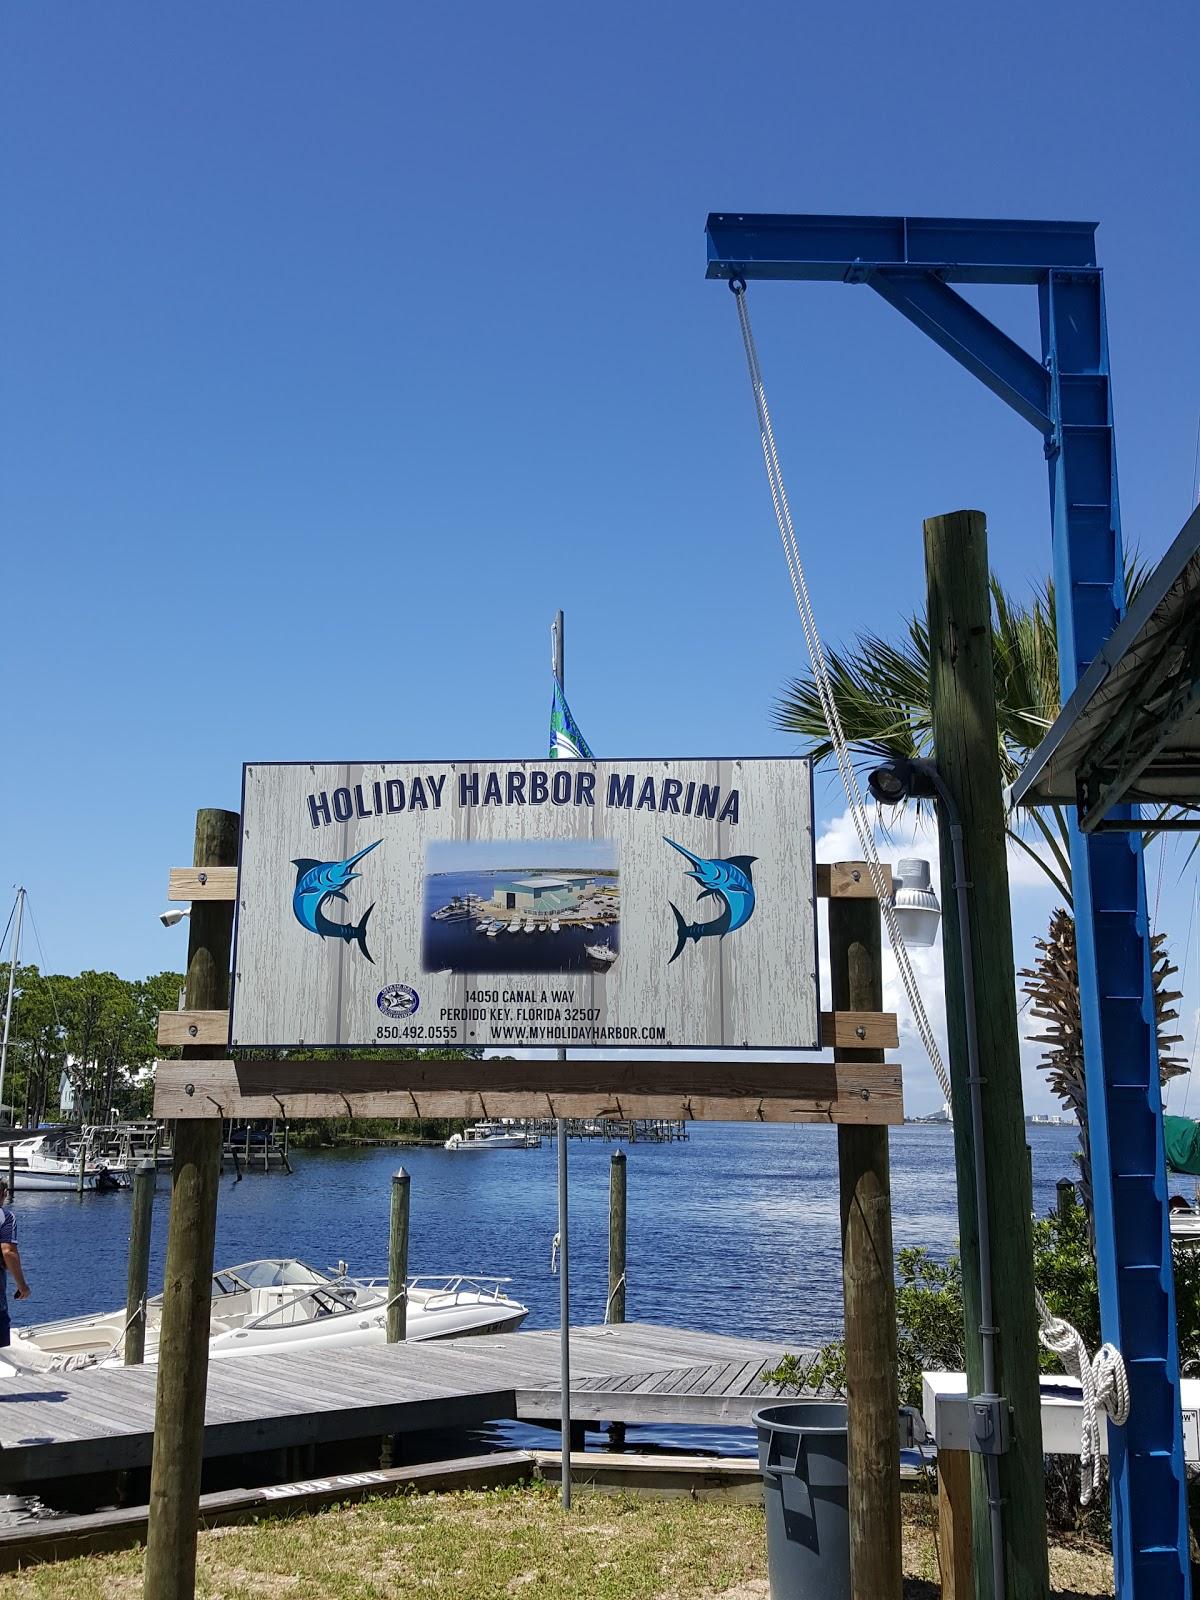 HOLIDAY HARBOR MARINA
14050 CANAL A WAY
PERDIDO KEY, FLORIDA 32507
850.492.0555 • WWW.MYHOLIDAYHARBOR.COM
KEEP OFF